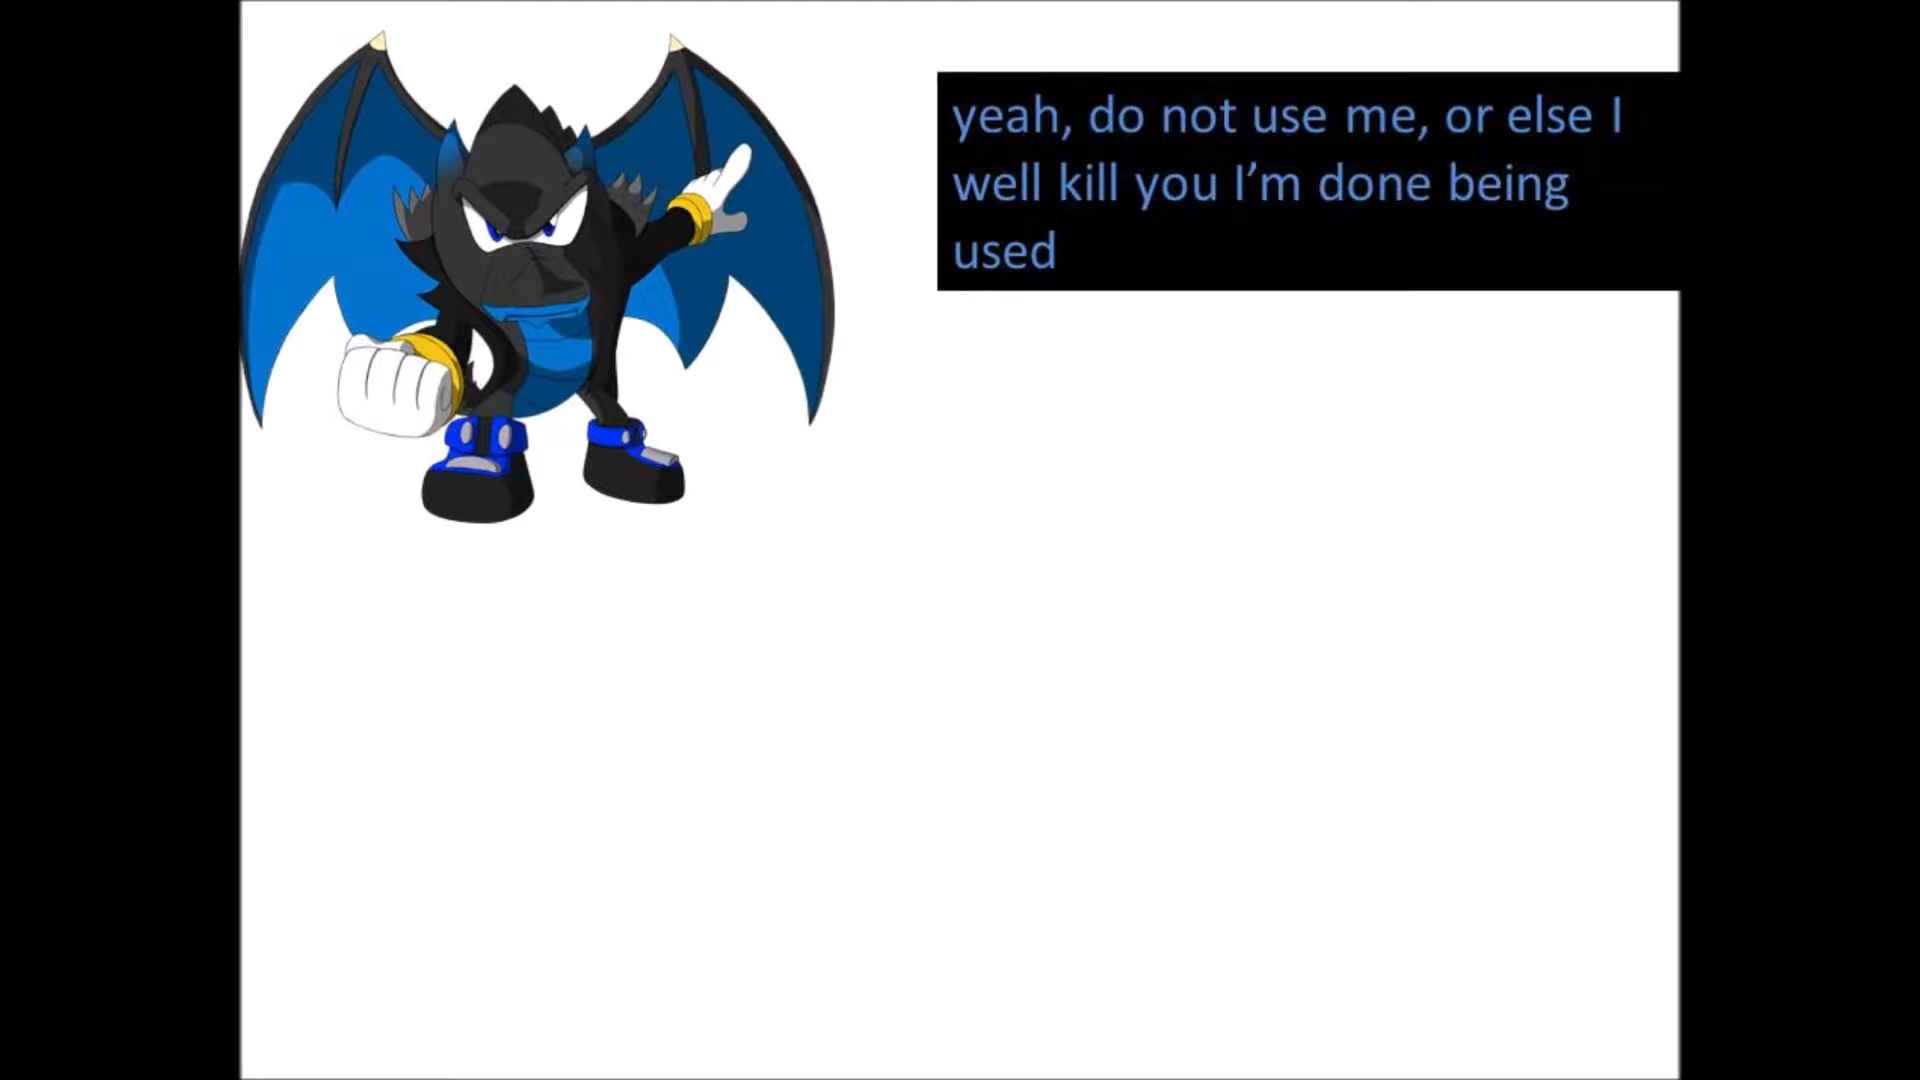 yeah, do not use me, or else I
well kill you I’m done being
used